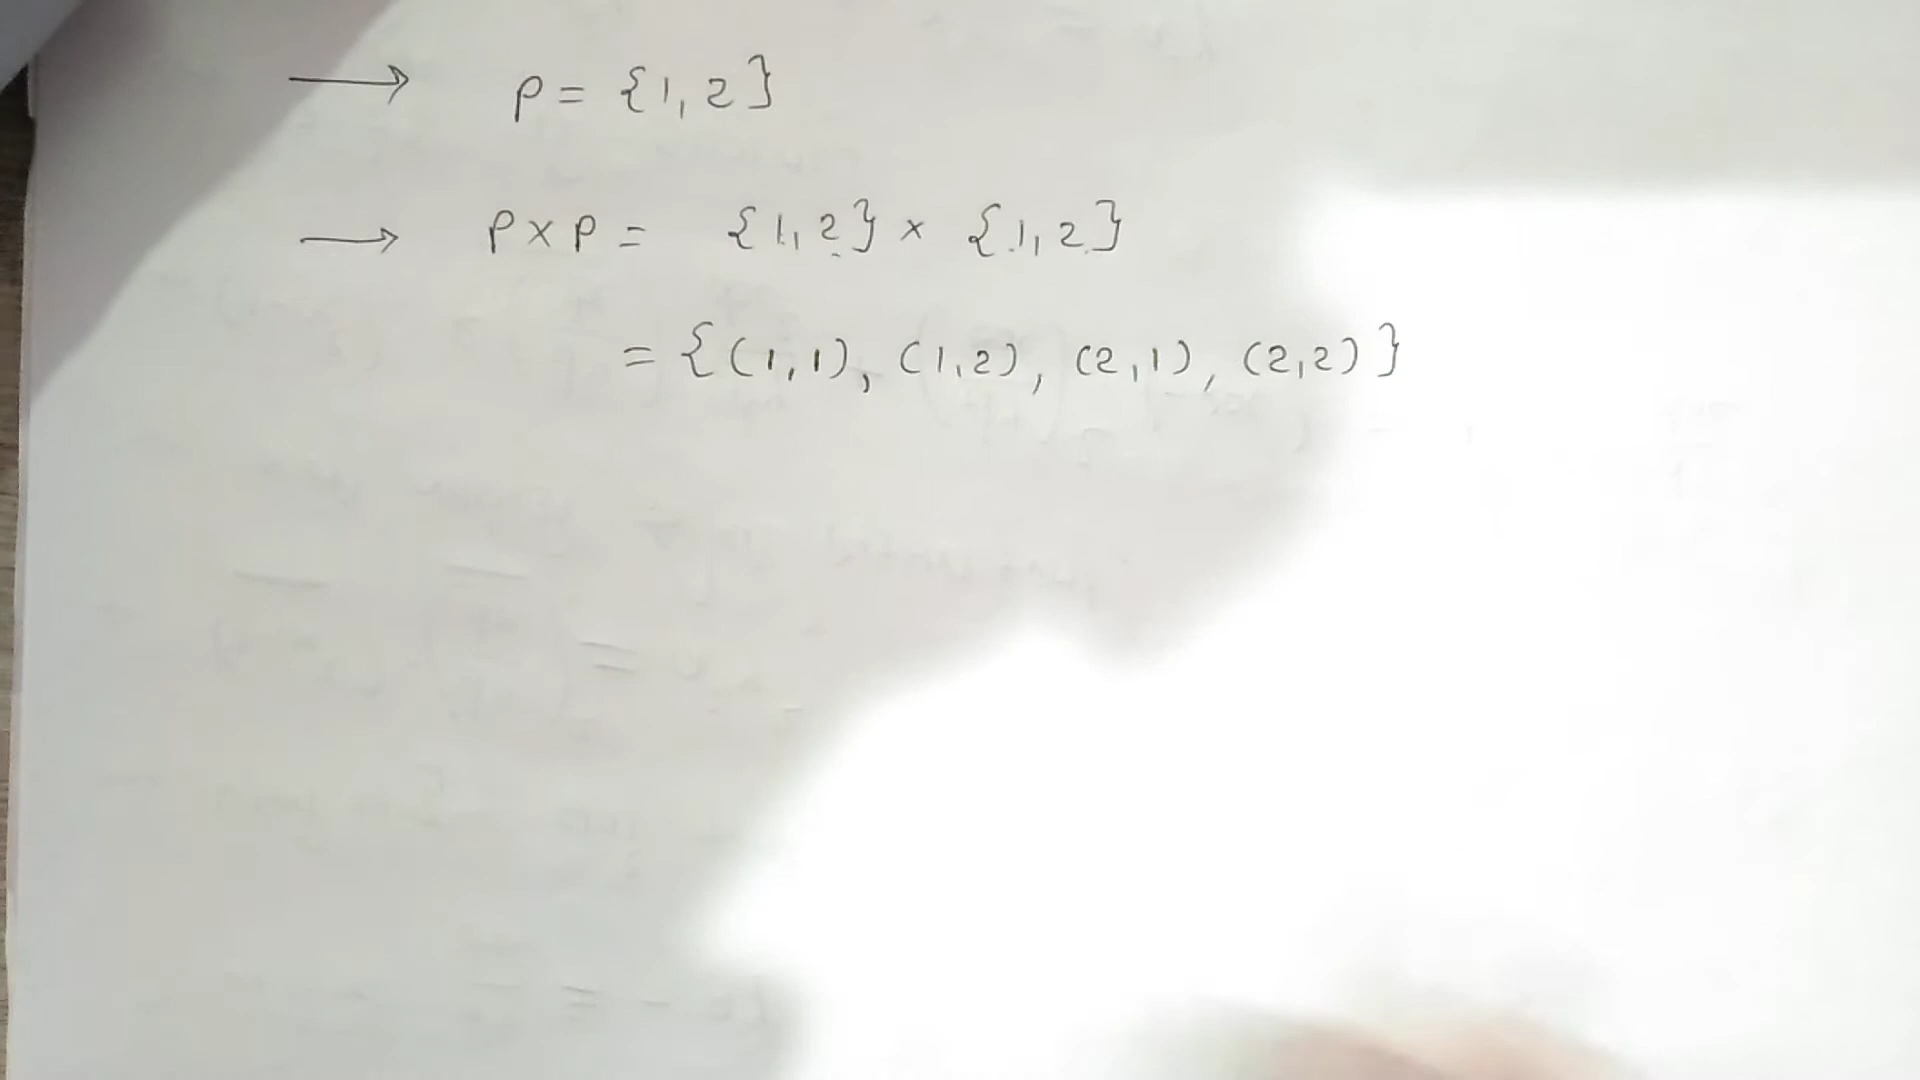 → P = {1, 2}
→ P × P = {1, 2} × {1, 2}
= {(1, 1), (1, 2), (2, 1), (2, 2)}